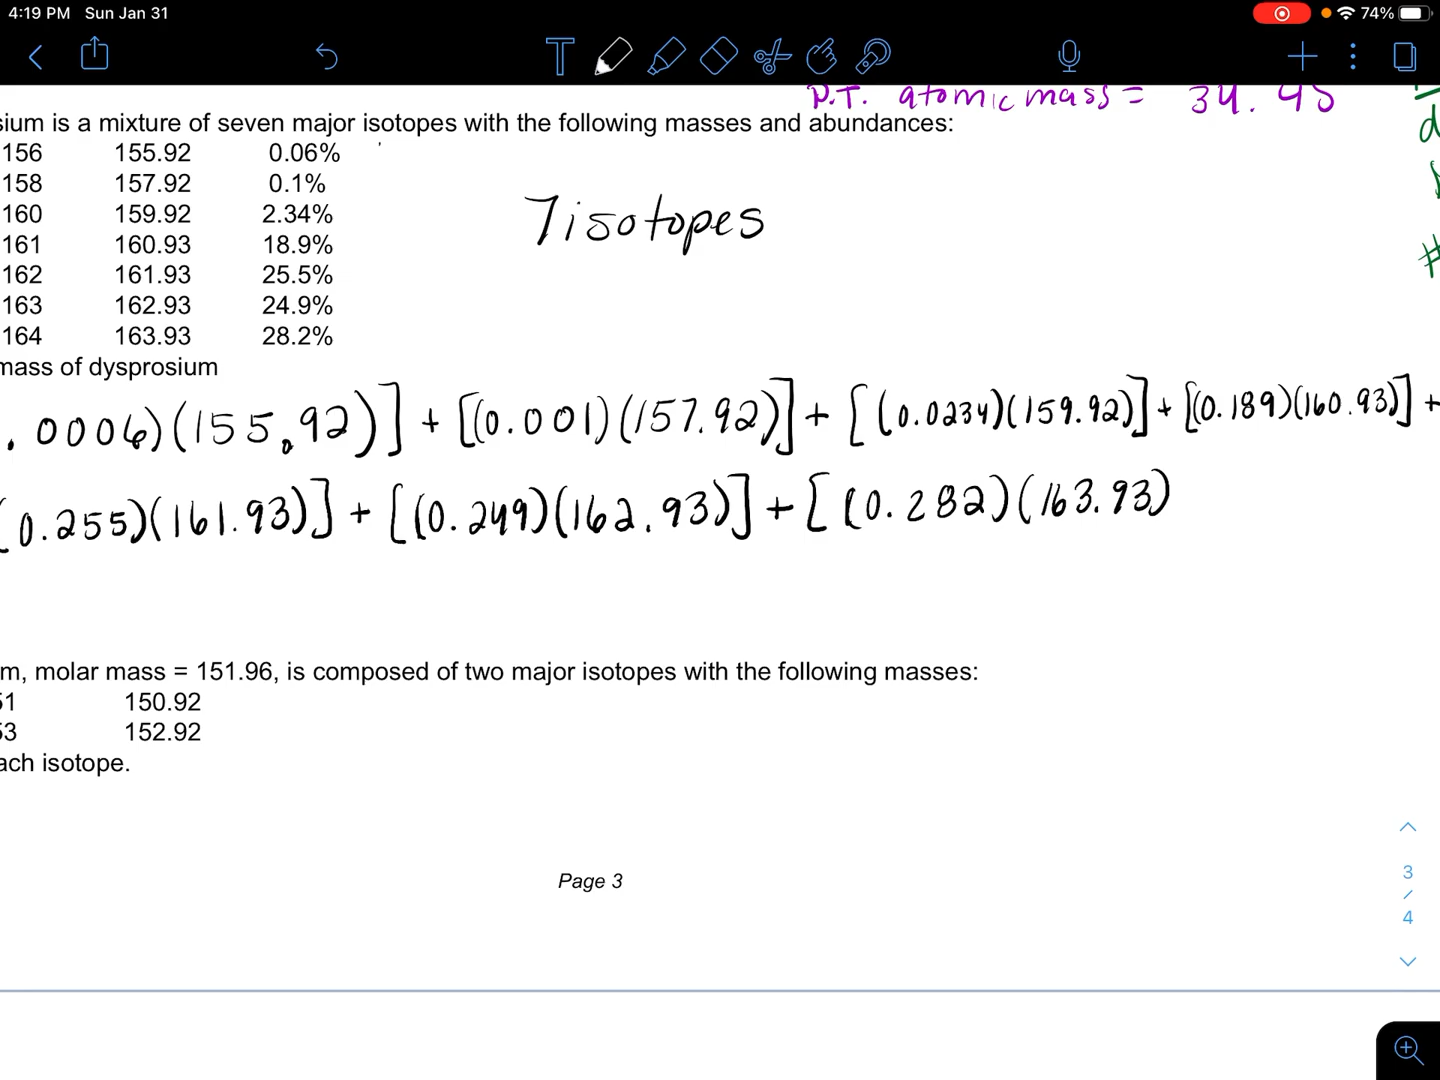 4:19 PM Sun Jan 31 74%
P.T. atomic mass =
sium is a mixture of seven major isotopes with the following masses and abundances:
156 155.92 0.06%
158 157.92 0.1%
160 159.92 2.34%
161 160.93 18.9%
162 161.93 25.5%
163 162.93 24.9%
164 163.93 28.2%
7 isotopes
mass of dysprosium
.0006)(155.92)] + [(0.001)(157.92)] + [(0.0234)(159.92)] + [(0.189)(160.93)] +
(0.255)(161.93)] + [(0.249)(162.93)] + [(0.282)(163.93)
m, molar mass = 151.96, is composed of two major isotopes with the following masses:
51 150.92
53 152.92
ach isotope.
Page 3
3
/
4